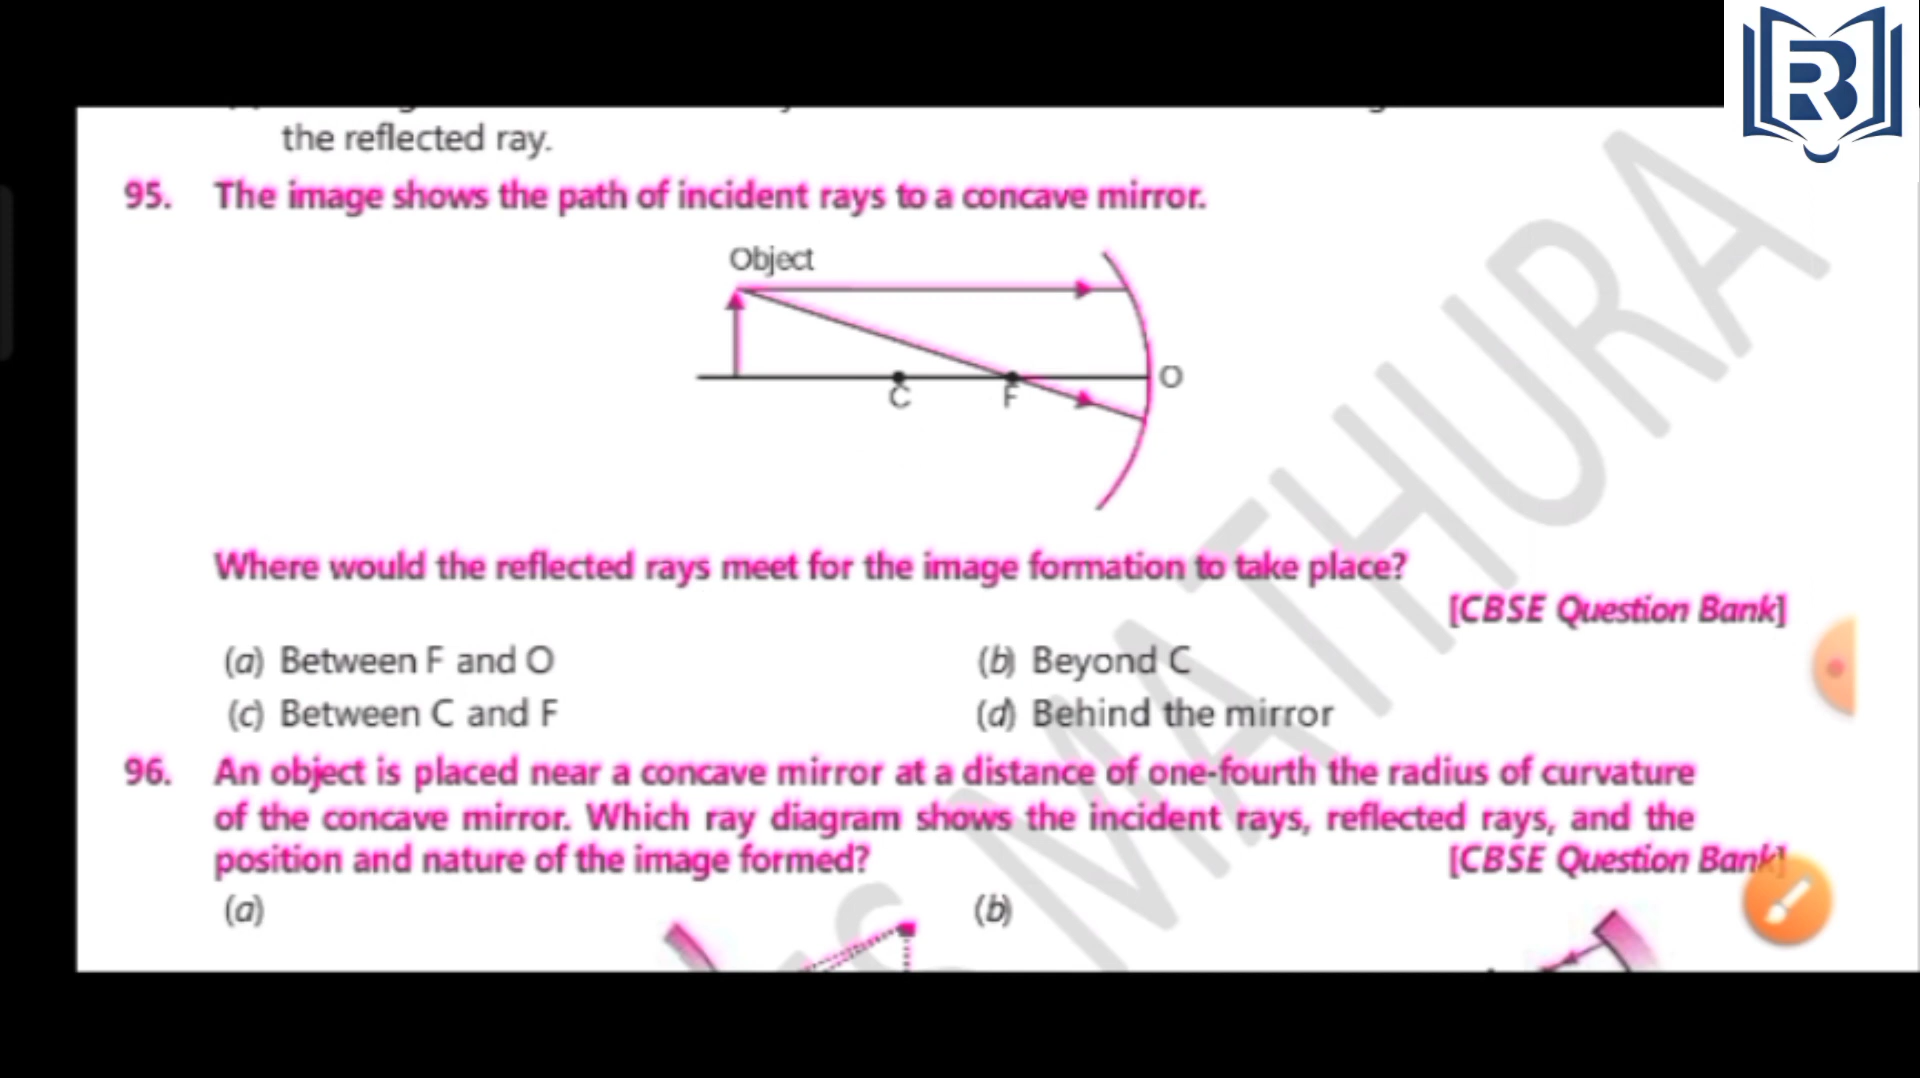 the reflected ray.
95. The image shows the path of incident rays to a concave mirror.
Object
C
F
O
Where would the reflected rays meet for the image formation to take place?
[CBSE Question Bank]
(a) Between F and O
(b) Beyond C
(c) Between C and F
(d) Behind the mirror
96. An object is placed near a concave mirror at a distance of one-fourth the radius of curvature
of the concave mirror. Which ray diagram shows the incident rays, reflected rays, and the
position and nature of the image formed?
[CBSE Question Bank]
(a)
(b)
MATHURA
RB